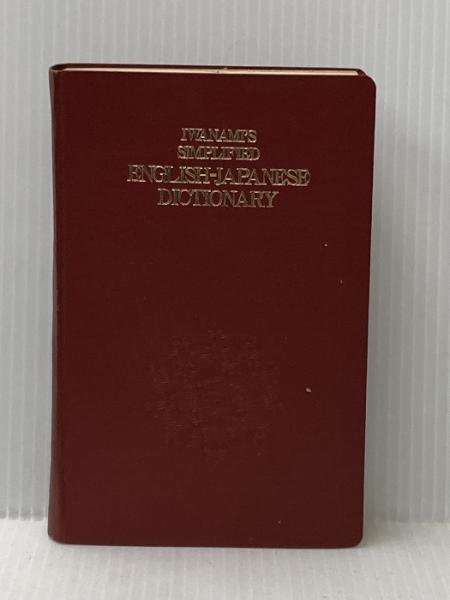 IWANAMI'S
SIMPLIFIED
ENGLISH-JAPANESE
DICTIONARY